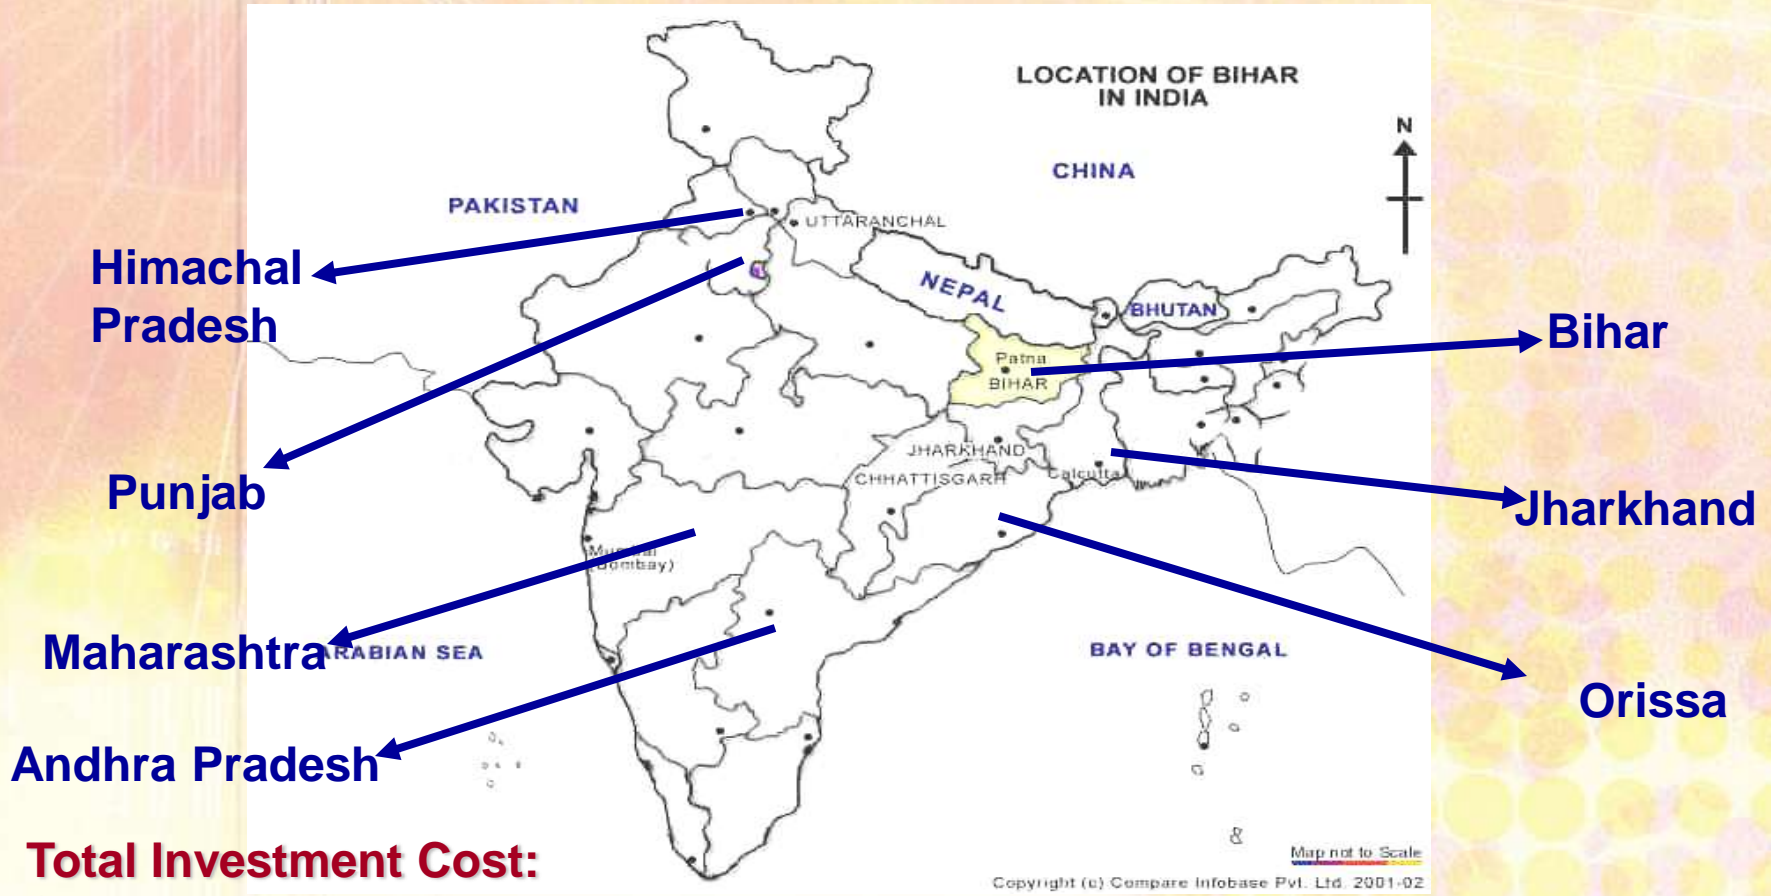 LOCATION OF BIHAR
IN INDIA
N
CHINA
PAKISTAN
UTTARANCHAL
Himachal
Pradesh
NEPAL
BHUTAN
Bihar
Patna
BIHAR
JHARKHAND
CHHATTISGARH
Calcutta
Punjab
Jharkhand
Mumbai
(Bombay)
Maharashtra
ARABIAN SEA
BAY OF BENGAL
Orissa
Andhra Pradesh
Total Investment Cost:
Map not to Scale
Copyright (c) Compare Infobase Pvt. Ltd. 2001-02